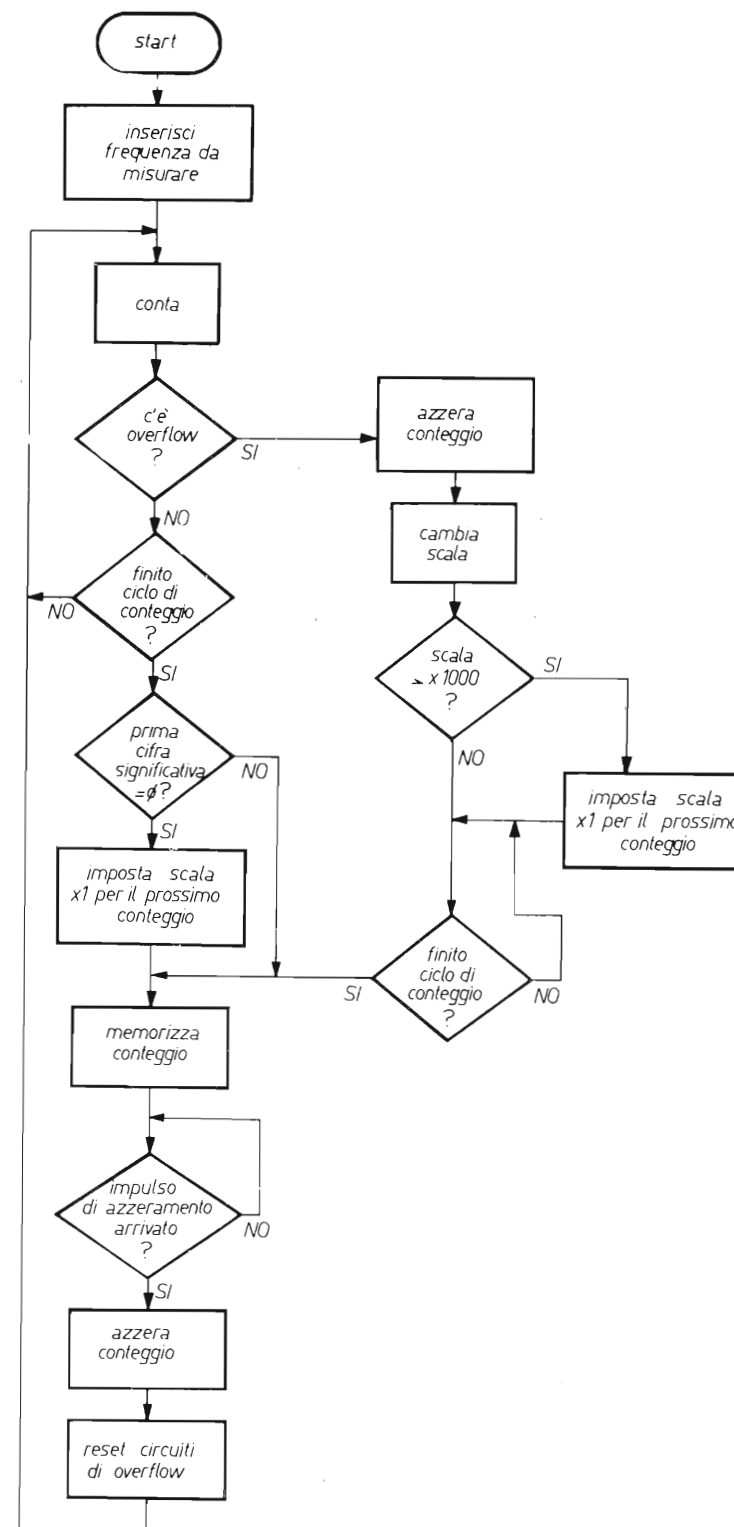 start
inserisci
frequenza da
misurare
conta
c'è
overflow
?
SI
NO
azzera
conteggio
cambia
scala
finito
ciclo di
conteggio
?
NO
SI
scala
> x 1000
?
SI
NO
prima
cifra
significativa
=ø?
NO
SI
imposta scala
x1 per il prossimo
conteggio
imposta scala
x1 per il prossimo
conteggio
finito
ciclo di
conteggio
?
SI
NO
memorizza
conteggio
impulso
di azzeramento
arrivato
?
NO
SI
azzera
conteggio
reset circuiti
di overflow